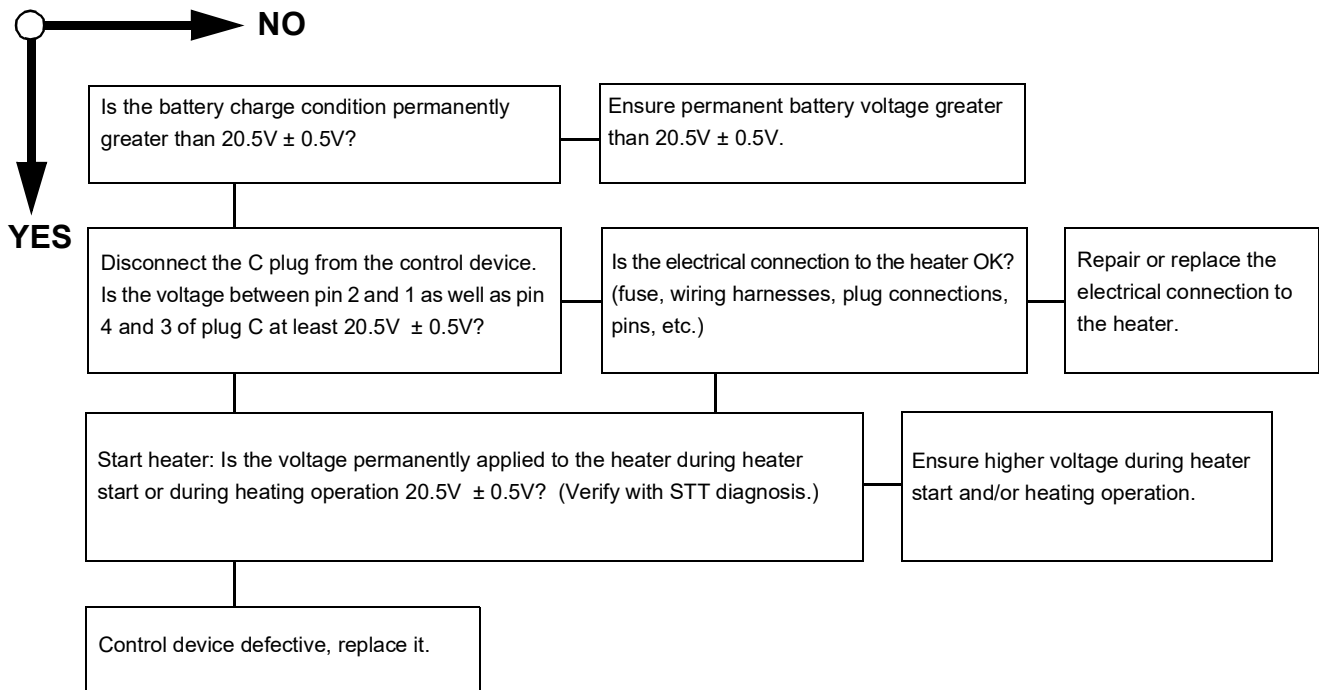 NO
YES
Is the battery charge condition permanently
greater than 20.5V ± 0.5V?
Ensure permanent battery voltage greater
than 20.5V ± 0.5V.
Disconnect the C plug from the control device.
Is the voltage between pin 2 and 1 as well as pin
4 and 3 of plug C at least 20.5V ± 0.5V?
Is the electrical connection to the heater OK?
(fuse, wiring harnesses, plug connections,
pins, etc.)
Repair or replace the
electrical connection to
the heater.
Start heater: Is the voltage permanently applied to the heater during heater
start or during heating operation 20.5V ± 0.5V? (Verify with STT diagnosis.)
Ensure higher voltage during heater
start and/or heating operation.
Control device defective, replace it.